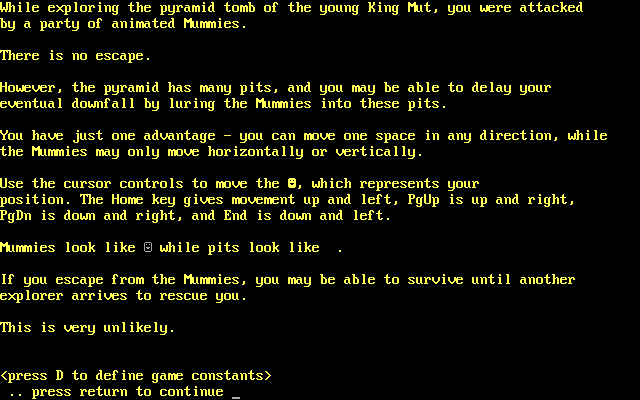 While exploring the pyramid tomb of the young King Mut, you were attacked
by a party of animated Mummies.
There is no escape.
However, the pyramid has many pits, and you may be able to delay your
eventual downfall by luring the Mummies into these pits.
You have just one advantage - you can move one space in any direction, while
the Mummies may only move horizontally or vertically.
Use the cursor controls to move the ☻, which represents your
position. The Home key gives movement up and left, PgUp is up and right,
PgDn is down and right, and End is down and left.
Mummies look like ☺ while pits look like  .
If you escape from the Mummies, you may be able to survive until another
explorer arrives to rescue you.
This is very unlikely.
<press D to define game constants>
.. press return to continue _